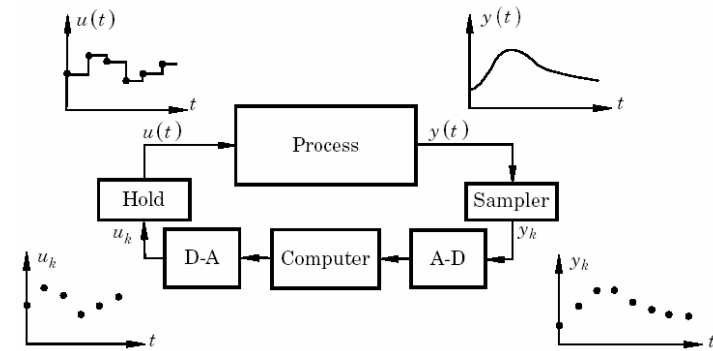 u(t)
t
y(t)
t
u(t)
Process
y(t)
Hold
Sampler
u_k
y_k
D-A
Computer
A-D
u_k
t
y_k
t